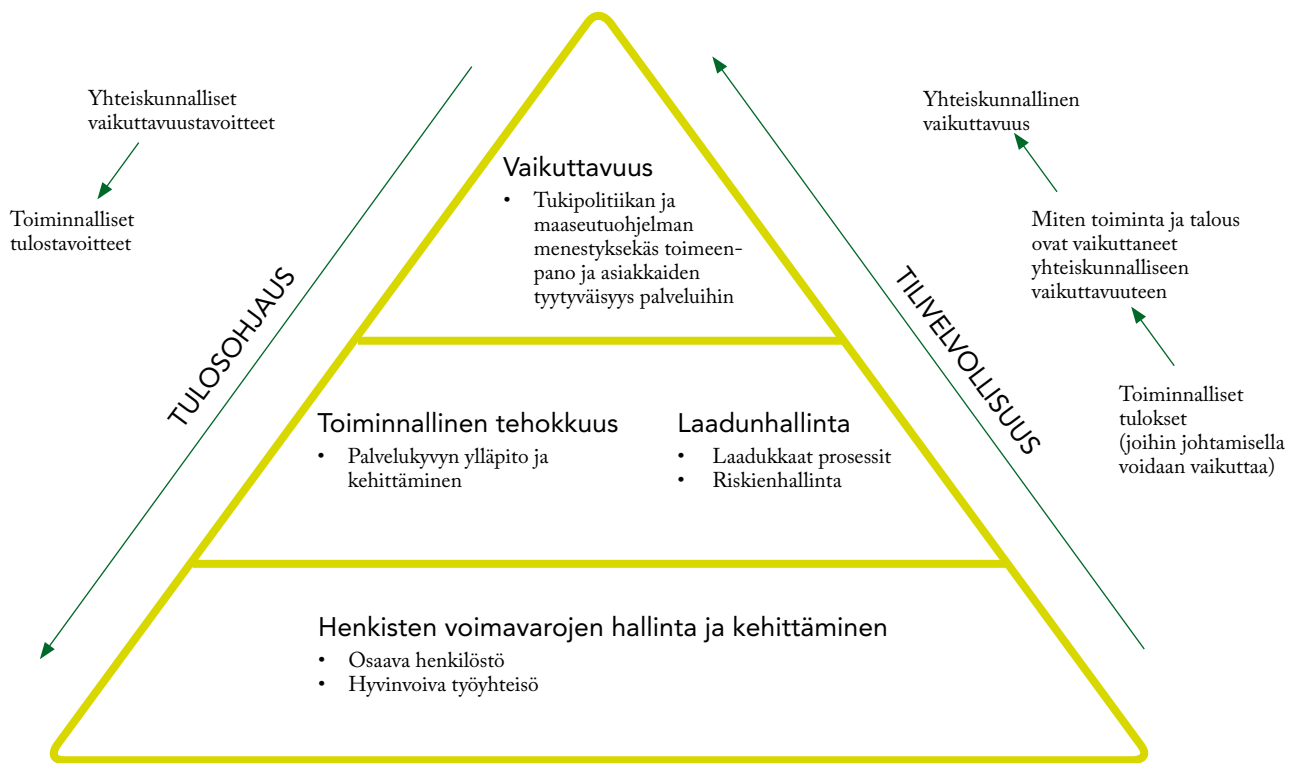 Yhteiskunnalliset
vaikuttavuustavoitteet
Toiminnalliset
tulostavoitteet
TULOSOHJAUS
Vaikuttavuus
• Tukipolitiikan ja
maaseutuohjelman
menestyksekäs toimeen-
pano ja asiakkaiden
tyytyväisyys palveluihin
Toiminnallinen tehokkuus
• Palvelukyvyn ylläpito ja
kehittäminen
Laadunhallinta
• Laadukkaat prosessit
• Riskienhallinta
Henkisten voimavarojen hallinta ja kehittäminen
• Osaava henkilöstö
• Hyvinvoiva työyhteisö
TILIVELVOLLISUUS
Yhteiskunnallinen
vaikuttavuus
Miten toiminta ja talous
ovat vaikuttaneet
yhteiskunnalliseen
vaikuttavuuteen
Toiminnalliset
tulokset
(joihin johtamisella
voidaan vaikuttaa)